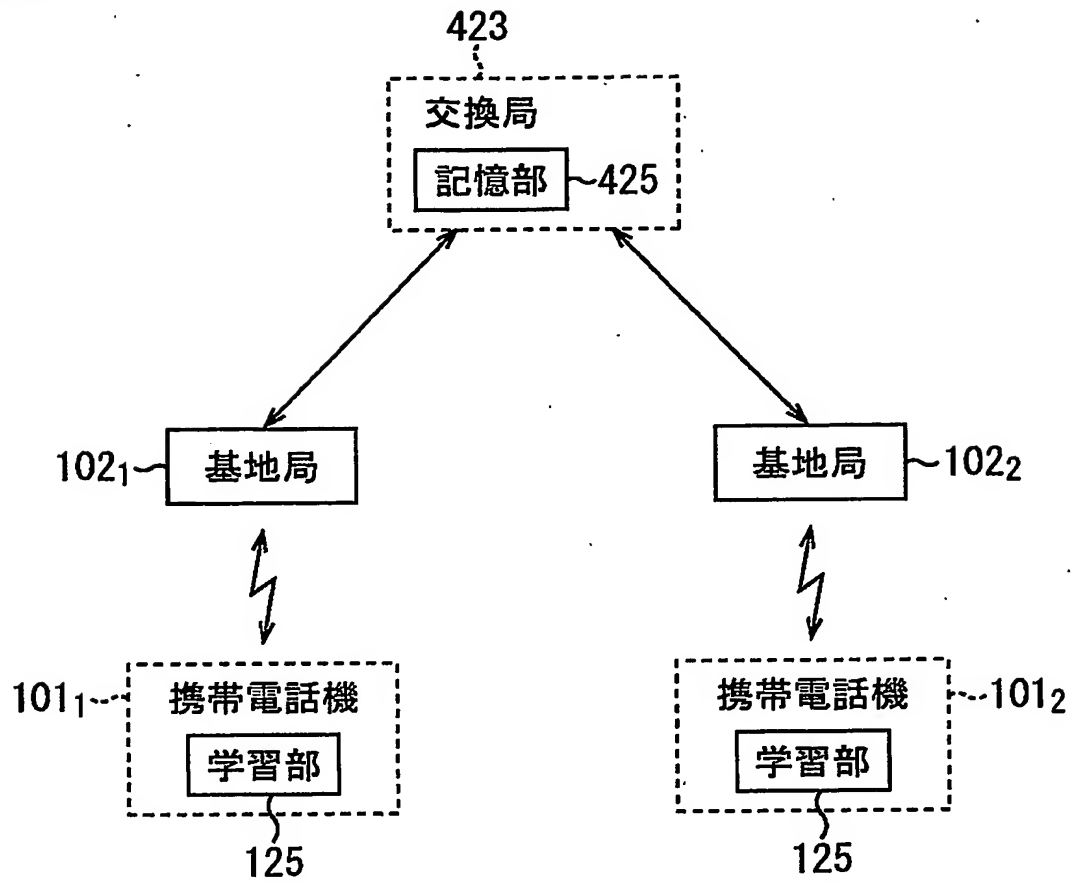 423
交換局
記憶部 425
102₁ 基地局 基地局 102₂
101₁ 携帯電話機 携帯電話機 101₂
学習部 学習部
125 125